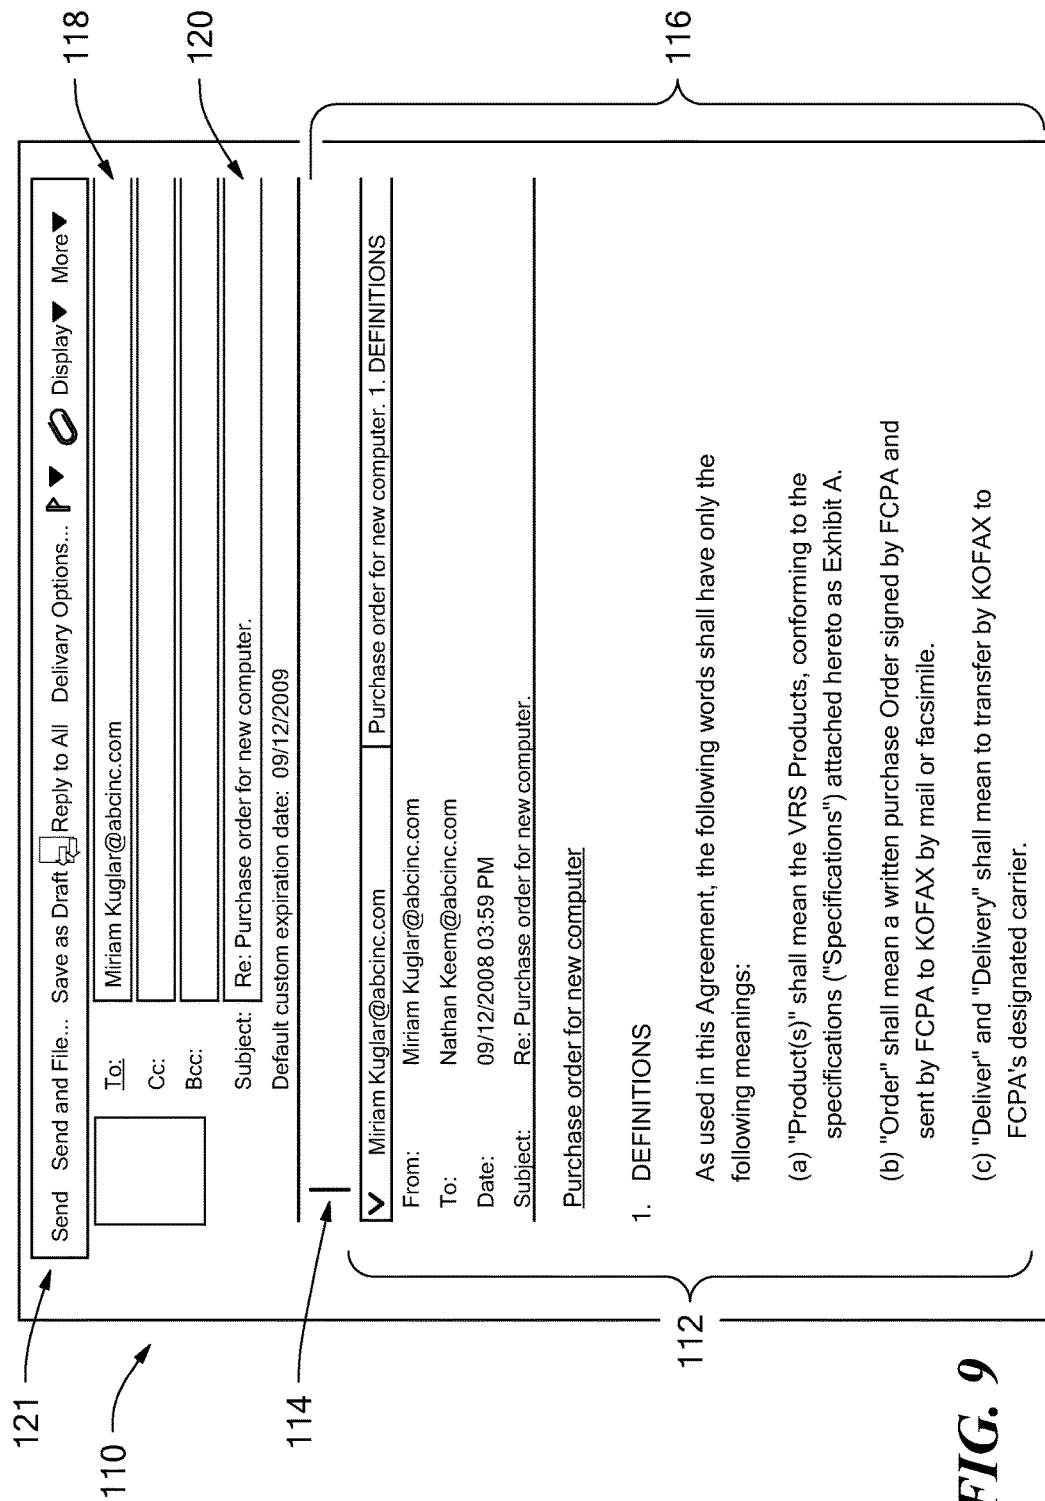 121
110
118
120
Send Send and File... Save as Draft Reply to All Delivary Options... Display More
To: Miriam Kuglar@abcinc.com
Cc:
Bcc:
Subject: Re: Purchase order for new computer.
Default custom expiration date: 09/12/2009
114
116
112
Miriam Kuglar@abcinc.com Purchase order for new computer. 1. DEFINITIONS
From: Miriam Kuglar@abcinc.com
To: Nathan Keem@abcinc.com
Date: 09/12/2008 03:59 PM
Subject: Re: Purchase order for new computer.
Purchase order for new computer
1. DEFINITIONS
As used in this Agreement, the following words shall have only the
following meanings:
(a) "Product(s)" shall mean the VRS Products, conforming to the
specifications ("Specifications") attached hereto as Exhibit A.
(b) "Order" shall mean a written purchase Order signed by FCPA and
sent by FCPA to KOFAX by mail or facsimile.
(c) "Deliver" and "Delivery" shall mean to transfer by KOFAX to
FCPA's designated carrier.
FIG. 9